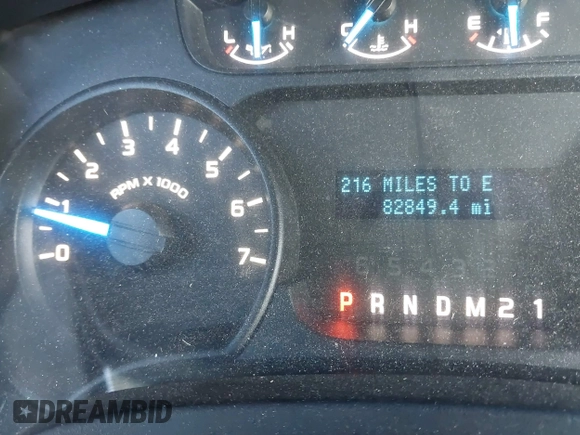 L H
C H
E F
0 1 2 3 4 5 6 7
RPM X 1000
216 MILES TO E
82849.4 mi
P R N D M 2 1
DREAMBID